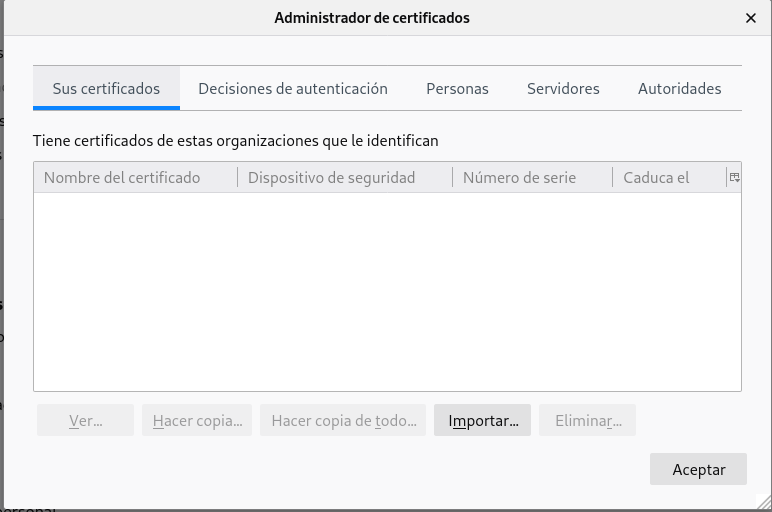 Administrador de certificados
Sus certificados Decisiones de autenticación Personas Servidores Autoridades
Tiene certificados de estas organizaciones que le identifican
Nombre del certificado Dispositivo de seguridad Número de serie Caduca el
Ver... Hacer copia... Hacer copia de todo... Importar... Eliminar...
Aceptar